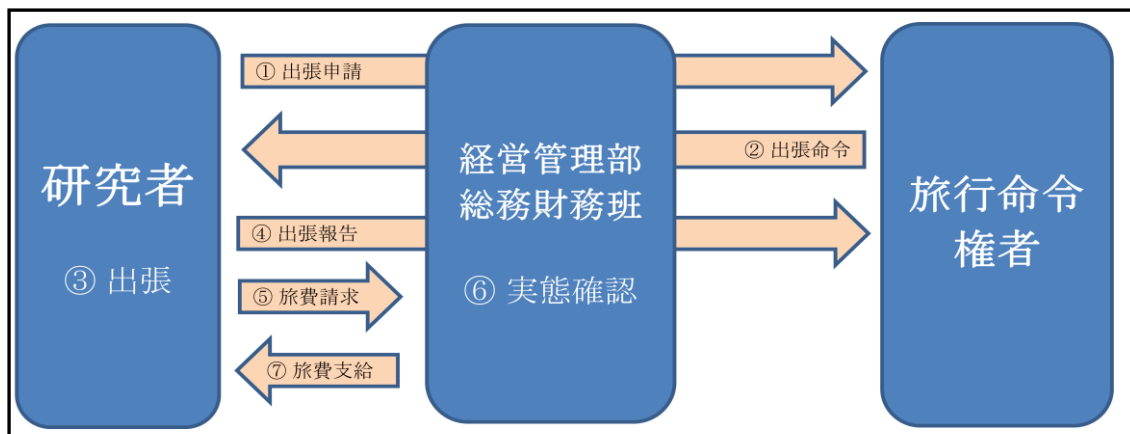 ① 出張申請
② 出張命令
研究者
経営管理部
総務財務班
旅行命令
権者
④ 出張報告
③ 出張
⑤ 旅費請求
⑥ 実態確認
⑦ 旅費支給